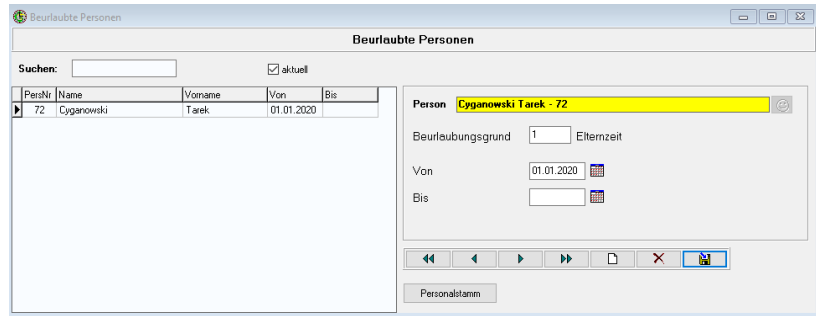 Beurlaubte Personen
Beurlaubte Personen
Suchen: aktuell
PersNr Name Vorname Von Bis
72 Cyganowski Tarek 01.01.2020
Person Cyganowski Tarek - 72
Beurlaubungsgrund 1 Elternzeit
Von 01.01.2020
Bis
Personalstamm